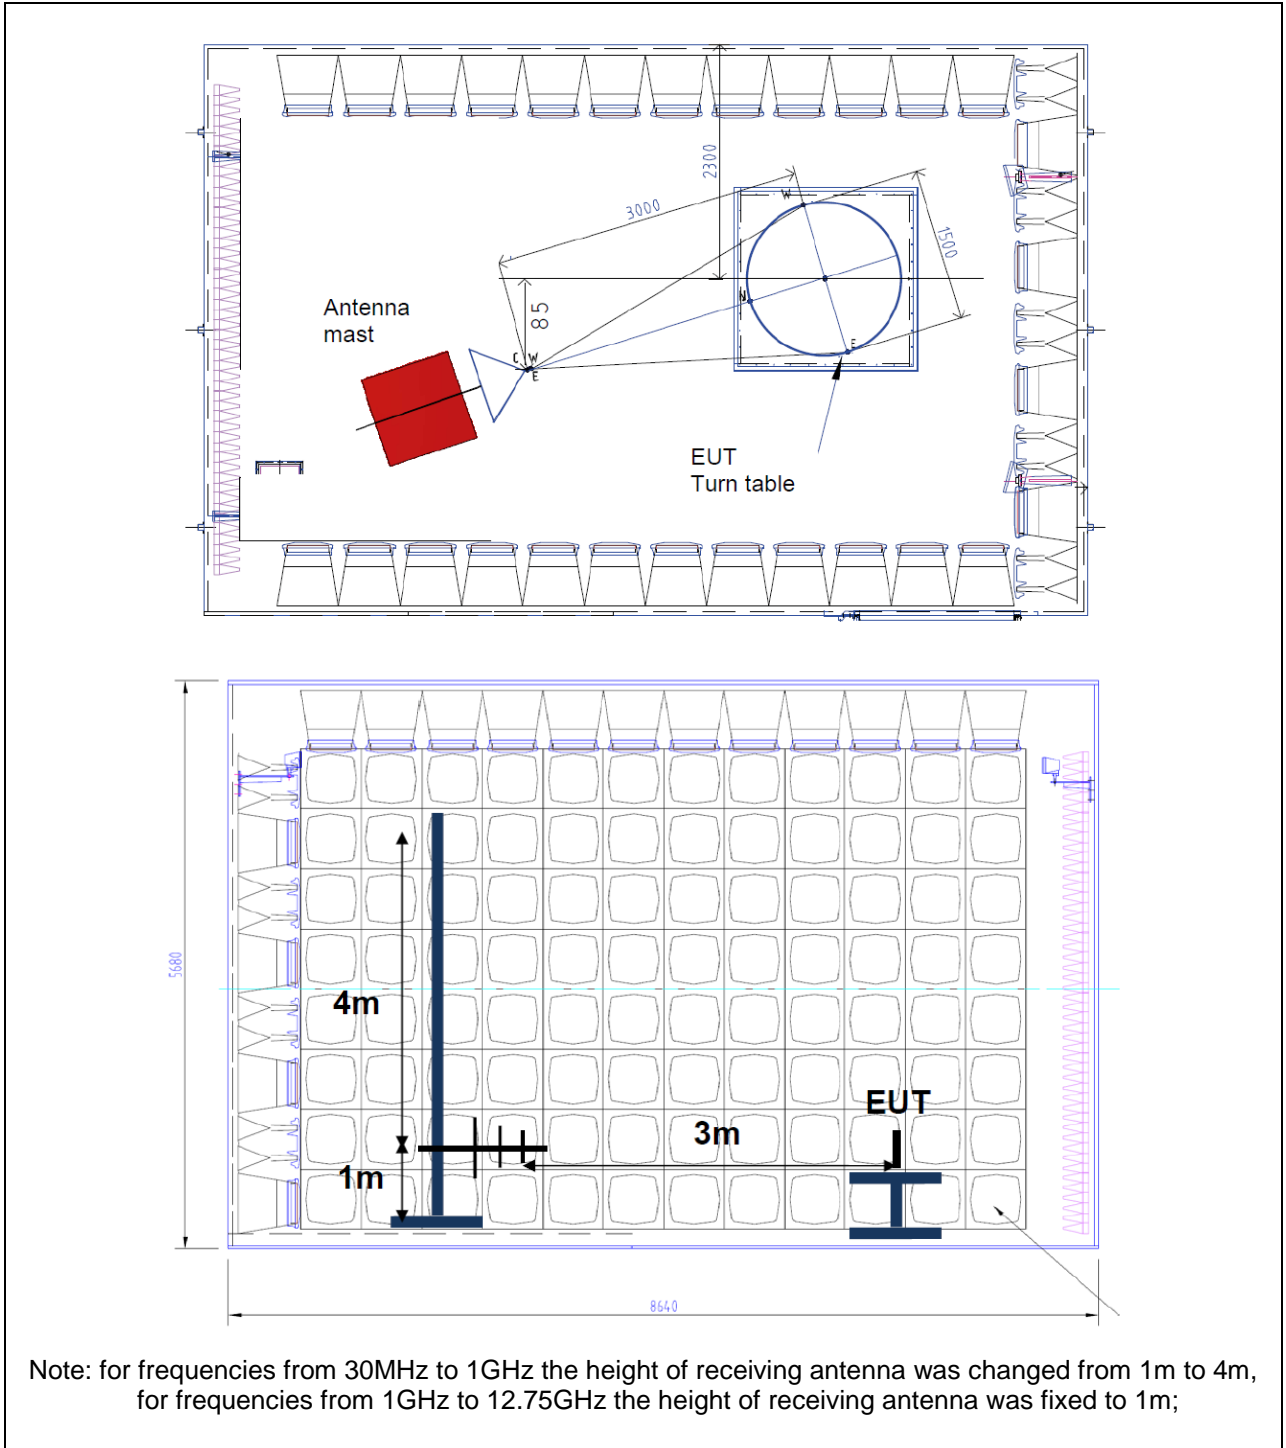 2300
3000
W
1500
Antenna
mast
85
N
C W
E
E
EUT
Turn table
5680
4m
EUT
3m
1m
8640
Note: for frequencies from 30MHz to 1GHz the height of receiving antenna was changed from 1m to 4m,
for frequencies from 1GHz to 12.75GHz the height of receiving antenna was fixed to 1m;